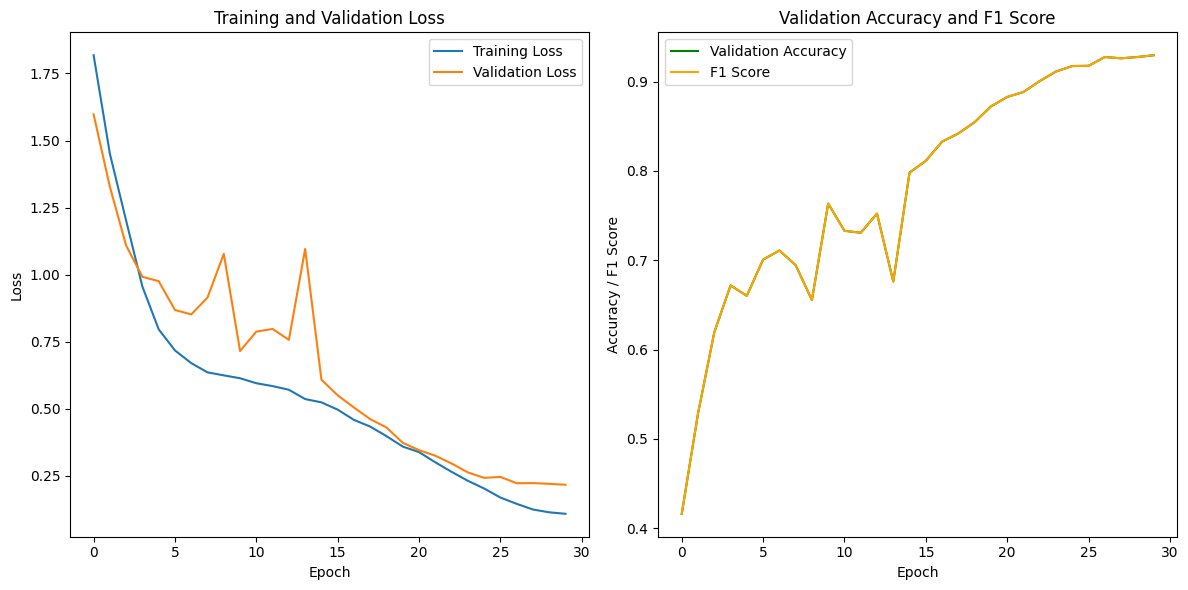 Training and Validation Loss
Training Loss
Validation Loss
1.75
1.50
1.25
1.00
0.75
0.50
0.25
Loss
0 5 10 15 20 25 30
Epoch
Validation Accuracy and F1 Score
Validation Accuracy
F1 Score
0.9
0.8
0.7
0.6
0.5
0.4
Accuracy / F1 Score
0 5 10 15 20 25 30
Epoch